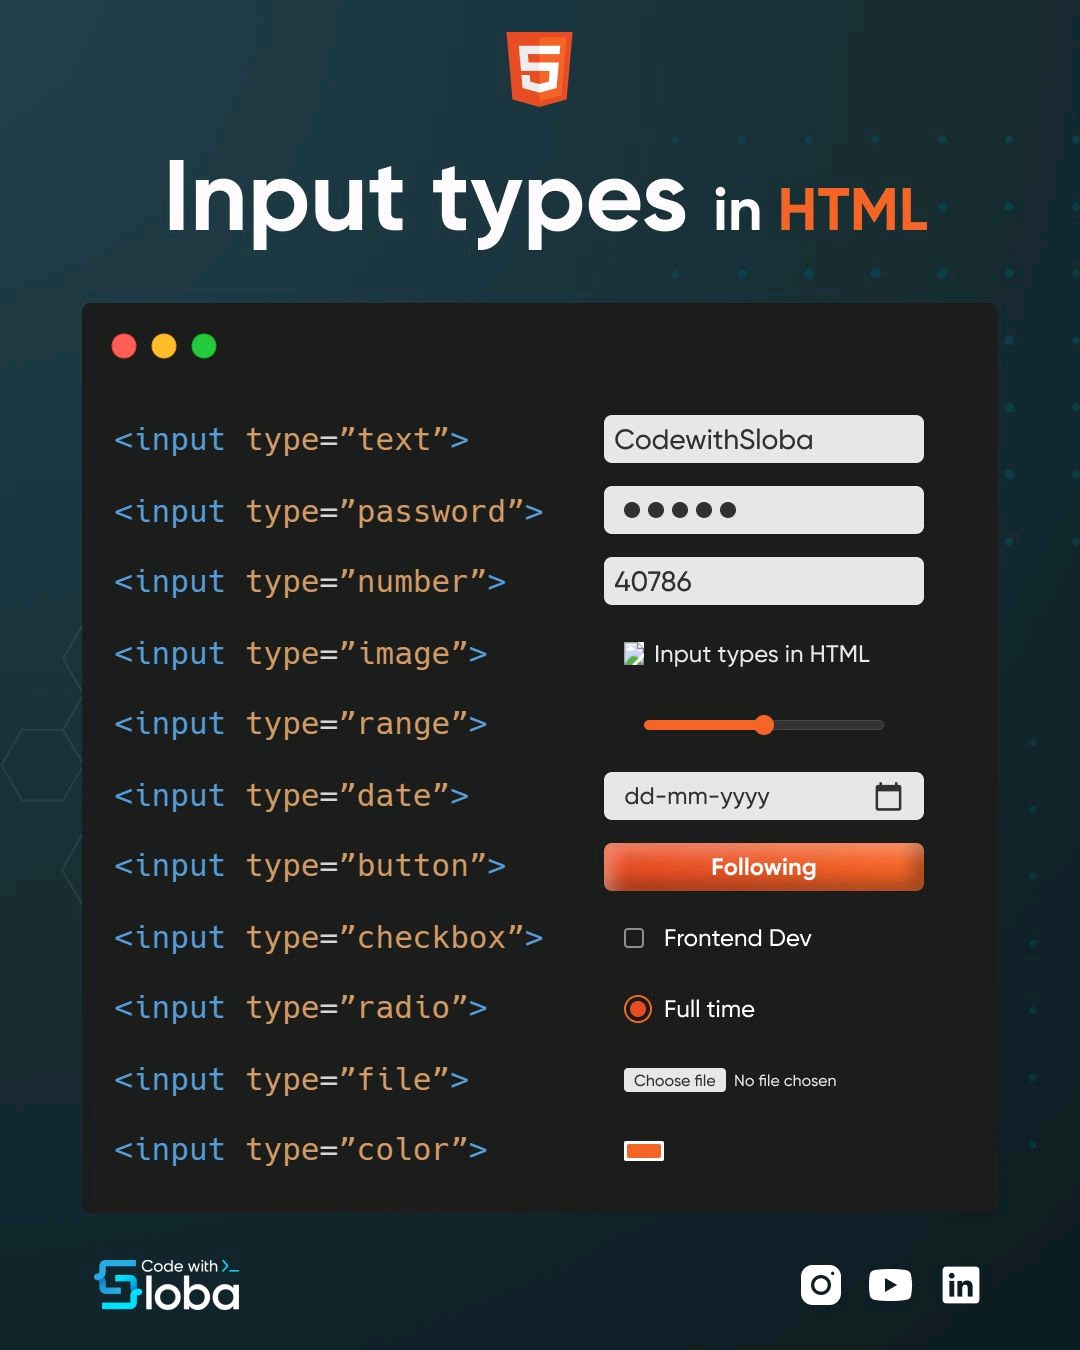 Input types in HTML
<input type=”text”> CodewithSloba
<input type=”password”>
<input type=”number”> 40786
<input type=”image”> Input types in HTML
<input type=”range”>
<input type=”date”> dd-mm-yyyy
<input type=”button”> Following
<input type=”checkbox”> Frontend Dev
<input type=”radio”> Full time
<input type=”file”> Choose file No file chosen
<input type=”color”>
Code with >_
Sloba
in